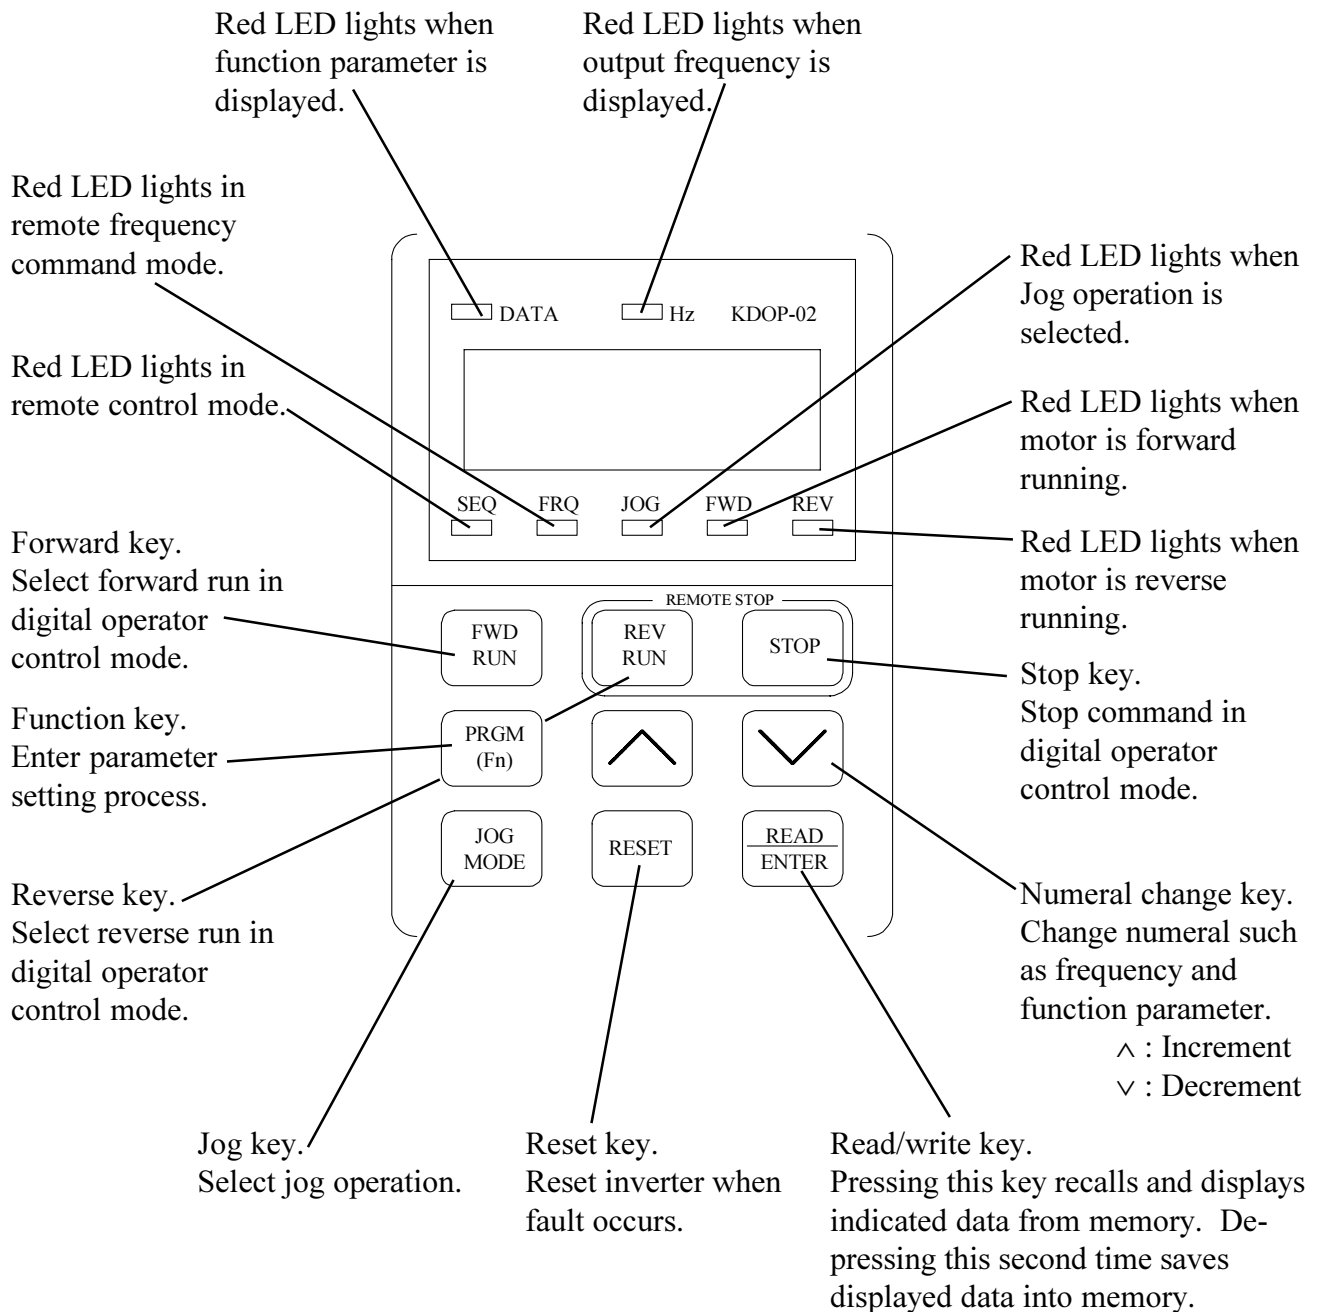 Red LED lights when
function parameter is
displayed.
Red LED lights when
output frequency is
displayed.
Red LED lights in
remote frequency
command mode.
Red LED lights in
remote control mode.
Forward key.
Select forward run in
digital operator
control mode.
Function key.
Enter parameter
setting process.
Reverse key.
Select reverse run in
digital operator
control mode.
DATA
Hz
KDOP-02
SEQ
FRQ
JOG
FWD
REV
REMOTE STOP
FWD
RUN
REV
RUN
STOP
PRGM
(Fn)
JOG
MODE
RESET
READ
ENTER
Red LED lights when
Jog operation is
selected.
Red LED lights when
motor is forward
running.
Red LED lights when
motor is reverse
running.
Stop key.
Stop command in
digital operator
control mode.
Numeral change key.
Change numeral such
as frequency and
function parameter.
∧ : Increment
∨ : Decrement
Jog key.
Select jog operation.
Reset key.
Reset inverter when
fault occurs.
Read/write key.
Pressing this key recalls and displays
indicated data from memory.  De-
pressing this second time saves
displayed data into memory.